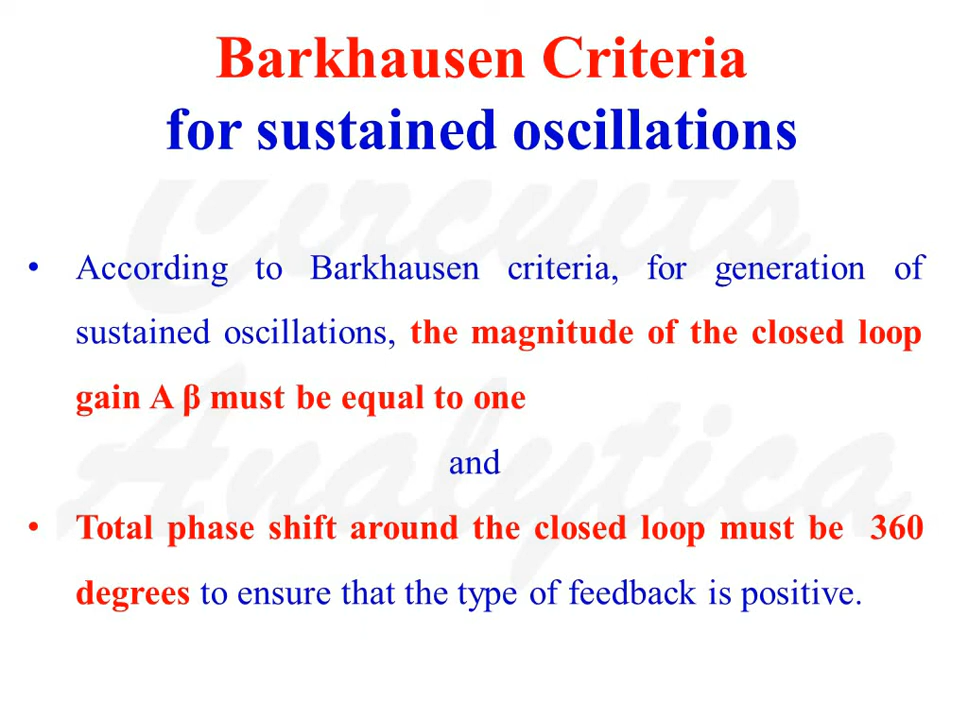 Barkhausen Criteria
for sustained oscillations
Circuits
• According to Barkhausen criteria, for generation of
sustained oscillations, the magnitude of the closed loop
gain A β must be equal to one
Analytica
and
• Total phase shift around the closed loop must be 360
degrees to ensure that the type of feedback is positive.